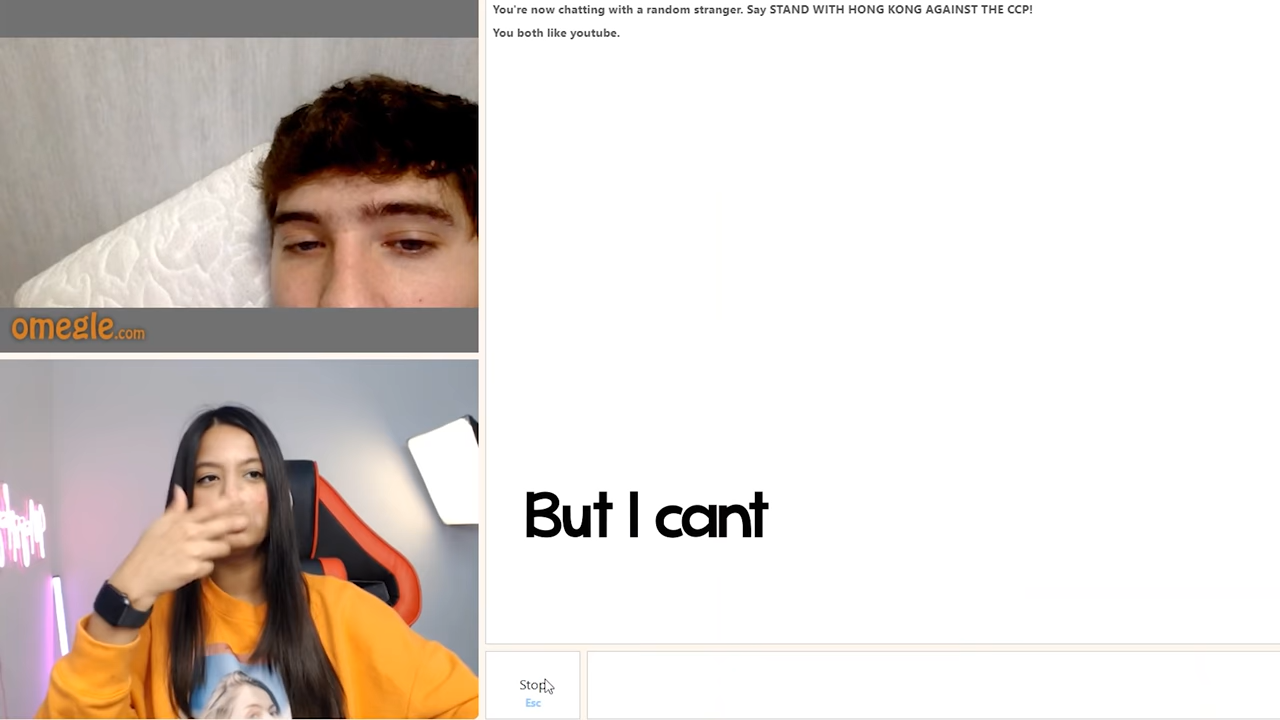 You're now chatting with a random stranger. Say STAND WITH HONG KONG AGAINST THE CCP!
You both like youtube.
omegle.com
But I cant
Stop
Esc